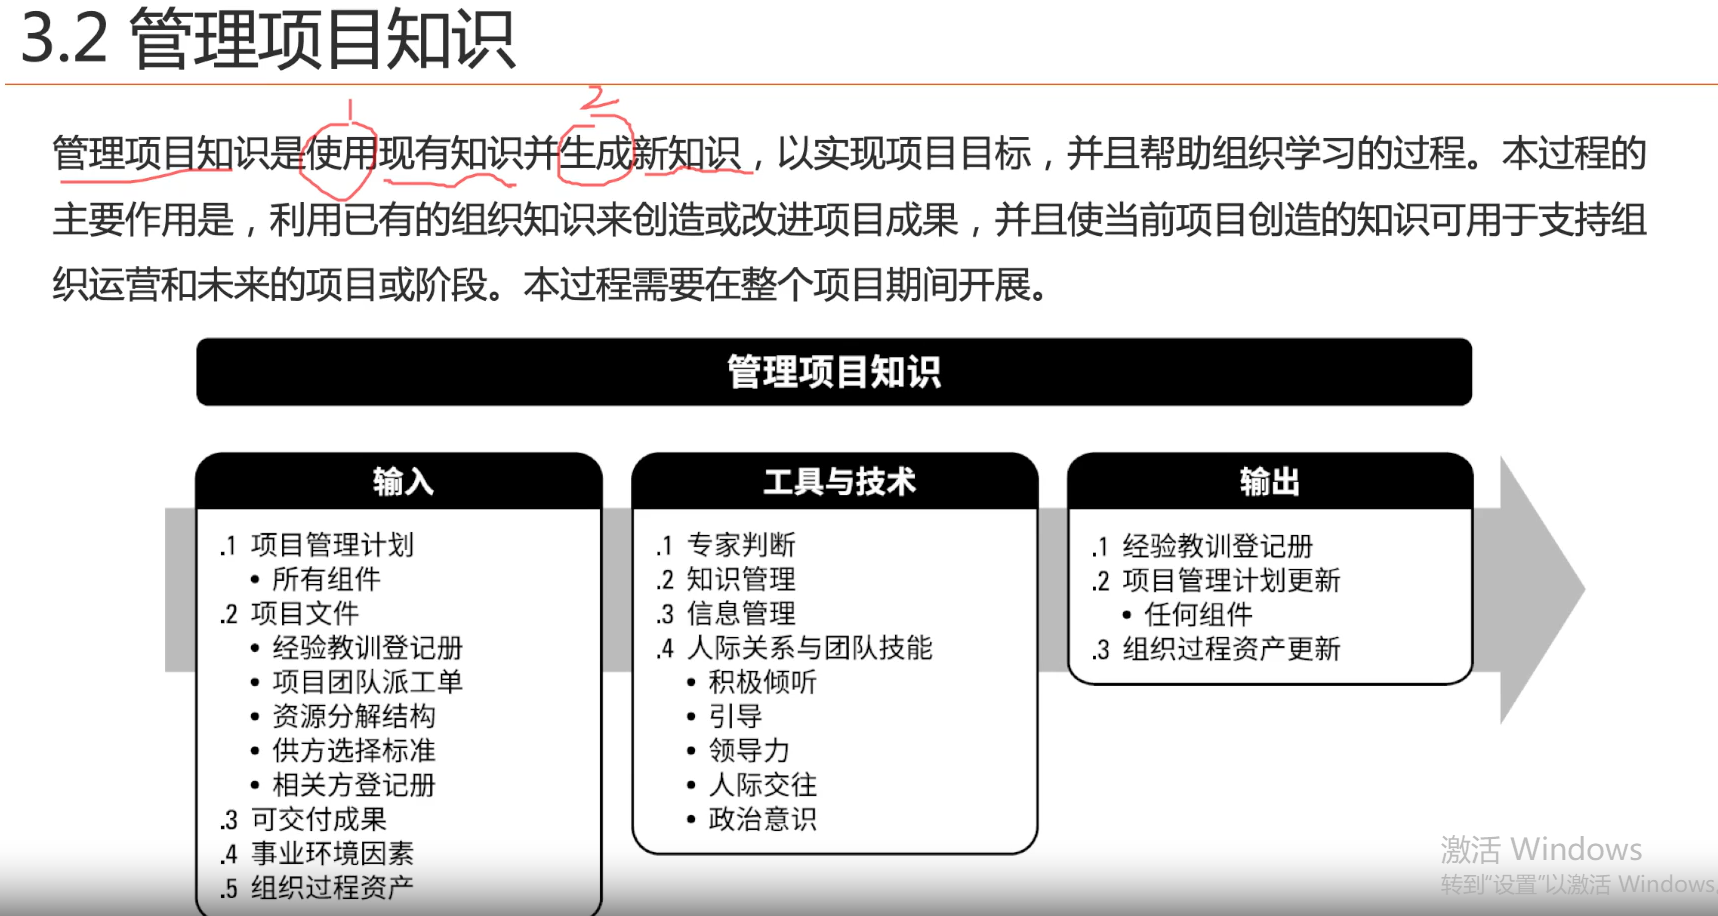 3.2 管理项目知识
1
2
管理项目知识是使用现有知识并生成新知识，以实现项目目标，并且帮助组织学习的过程。本过程的
主要作用是，利用已有的组织知识来创造或改进项目成果，并且使当前项目创造的知识可用于支持组
织运营和未来的项目或阶段。本过程需要在整个项目期间开展。
管理项目知识
输入
.1 项目管理计划
• 所有组件
.2 项目文件
• 经验教训登记册
• 项目团队派工单
• 资源分解结构
• 供方选择标准
• 相关方登记册
.3 可交付成果
.4 事业环境因素
.5 组织过程资产
工具与技术
.1 专家判断
.2 知识管理
.3 信息管理
.4 人际关系与团队技能
• 积极倾听
• 引导
• 领导力
• 人际交往
• 政治意识
输出
.1 经验教训登记册
.2 项目管理计划更新
• 任何组件
.3 组织过程资产更新
激活 Windows
转到“设置”以激活 Windows。